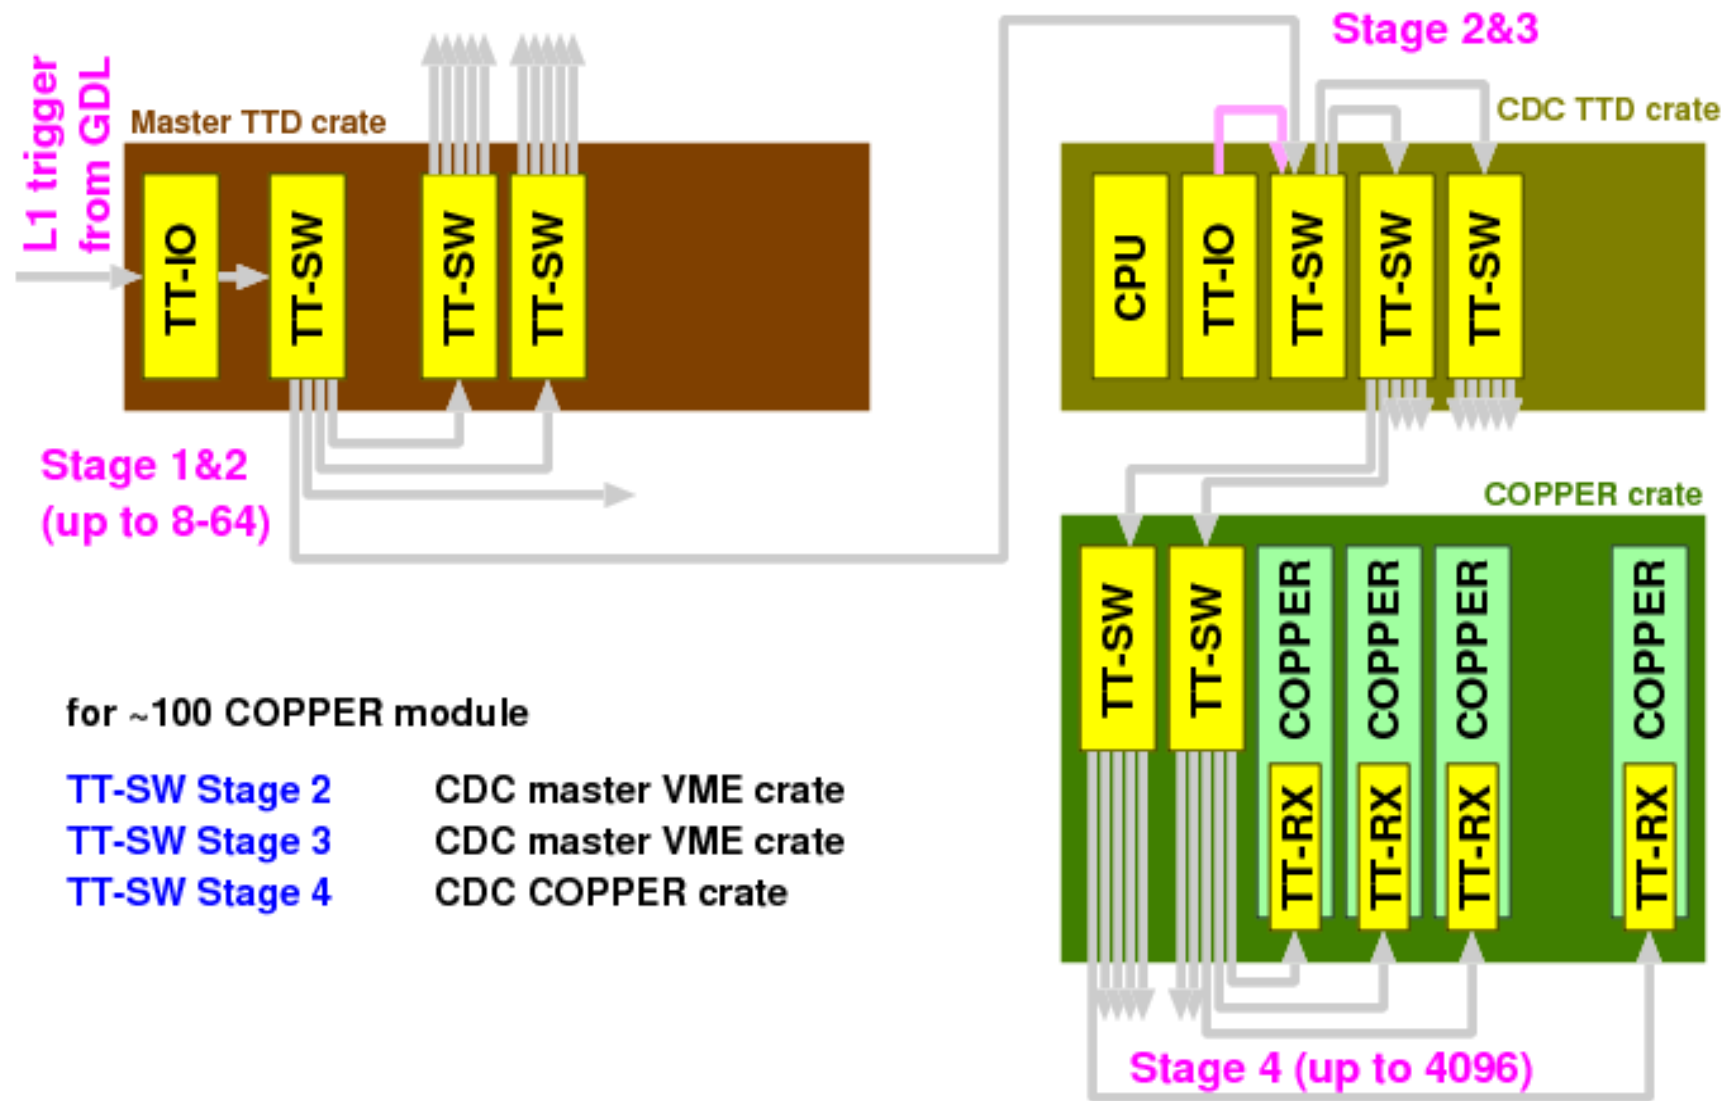 L1 trigger
from GDL
Master TTD crate
TT-IO
TT-SW
TT-SW
TT-SW
Stage 1&2
(up to 8-64)
Stage 2&3
CDC TTD crate
CPU
TT-IO
TT-SW
TT-SW
TT-SW
COPPER crate
TT-SW
TT-SW
COPPER
COPPER
COPPER
COPPER
TT-RX
TT-RX
TT-RX
TT-RX
Stage 4 (up to 4096)
for ~100 COPPER module
TT-SW Stage 2 CDC master VME crate
TT-SW Stage 3 CDC master VME crate
TT-SW Stage 4 CDC COPPER crate